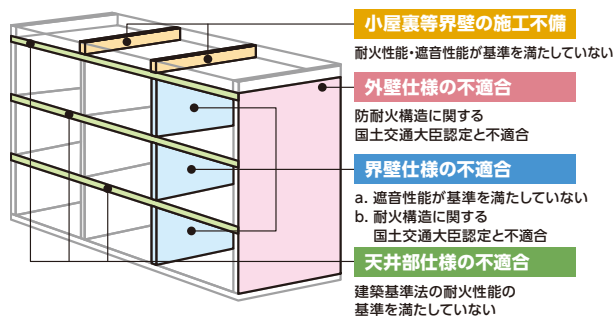 小屋裏等界壁の施工不備
耐火性能・遮音性能が基準を満たしていない
外壁仕様の不適合
防耐火構造に関する
国土交通大臣認定と不適合
界壁仕様の不適合
a. 遮音性能が基準を満たしていない
b. 耐火構造に関する
国土交通大臣認定と不適合
天井部仕様の不適合
建築基準法の耐火性能の
基準を満たしていない